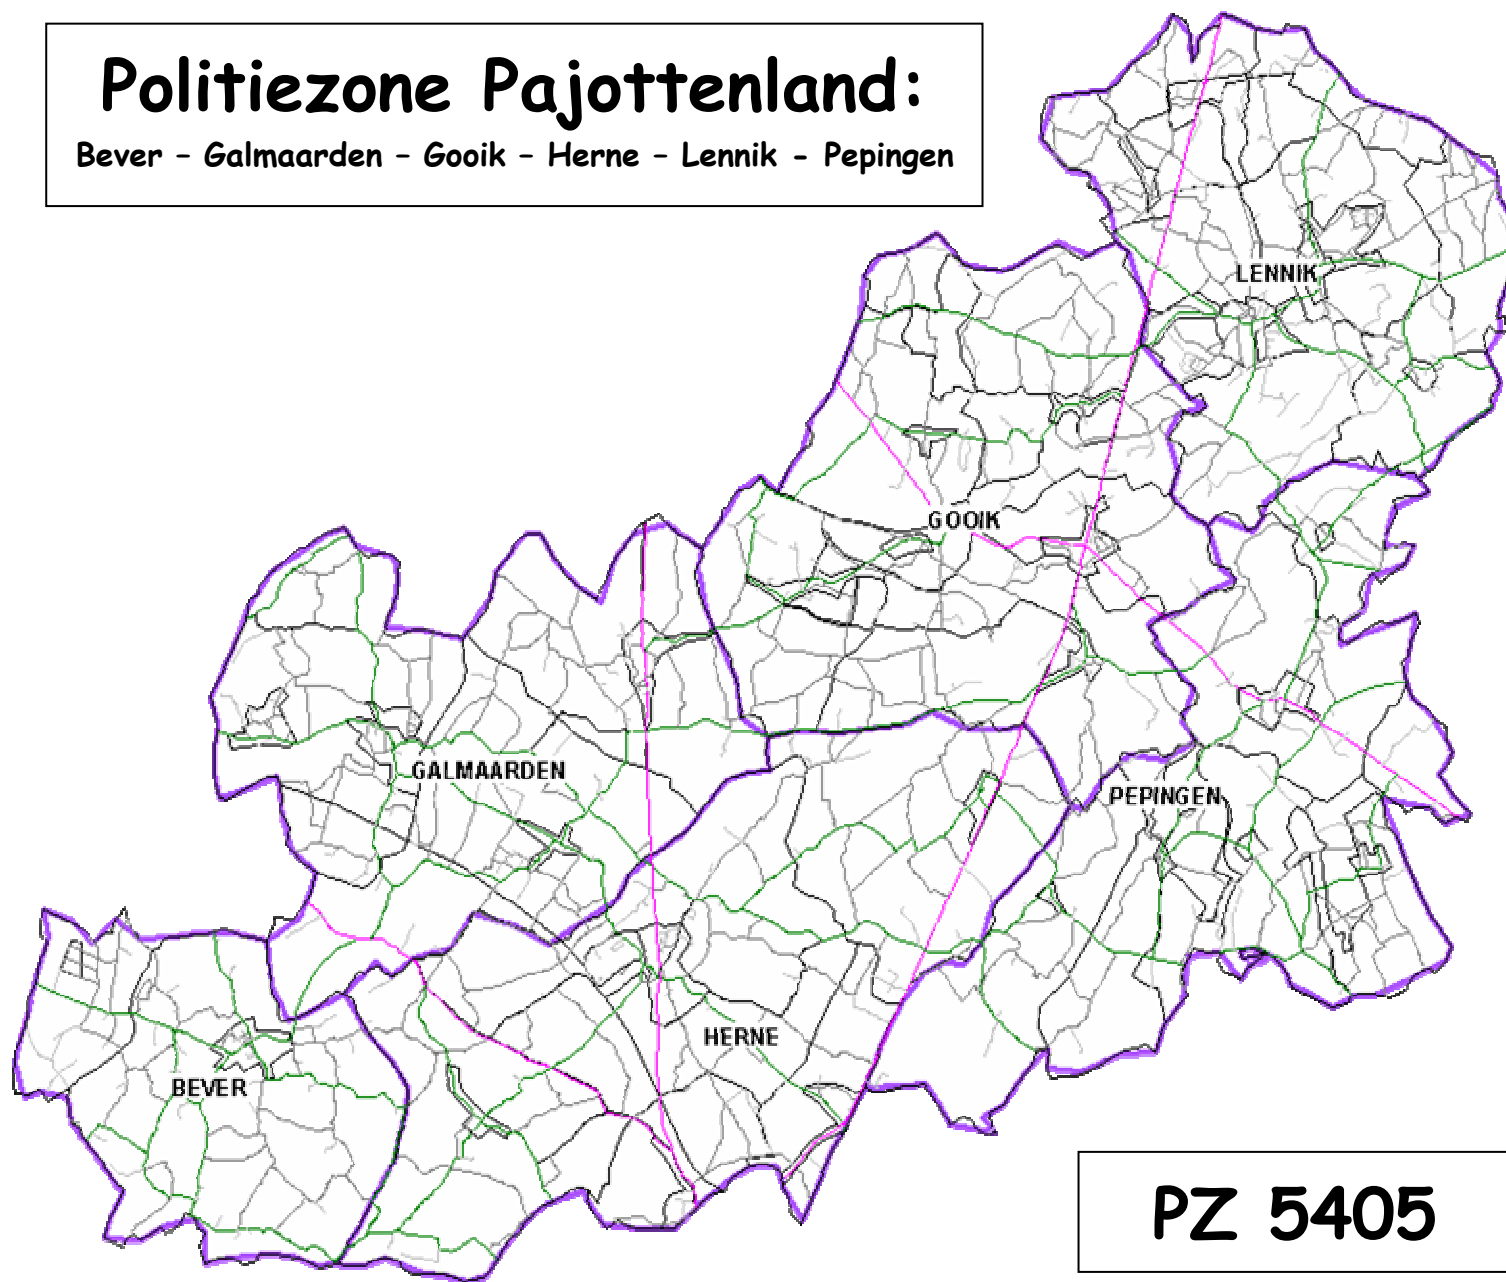 Politiezone Pajottenland:
Bever – Galmaarden – Gooik – Herne – Lennik - Pepingen
LENNIK
GOOIK
GALMAARDEN
PEPINGEN
HERNE
BEVER
PZ 5405